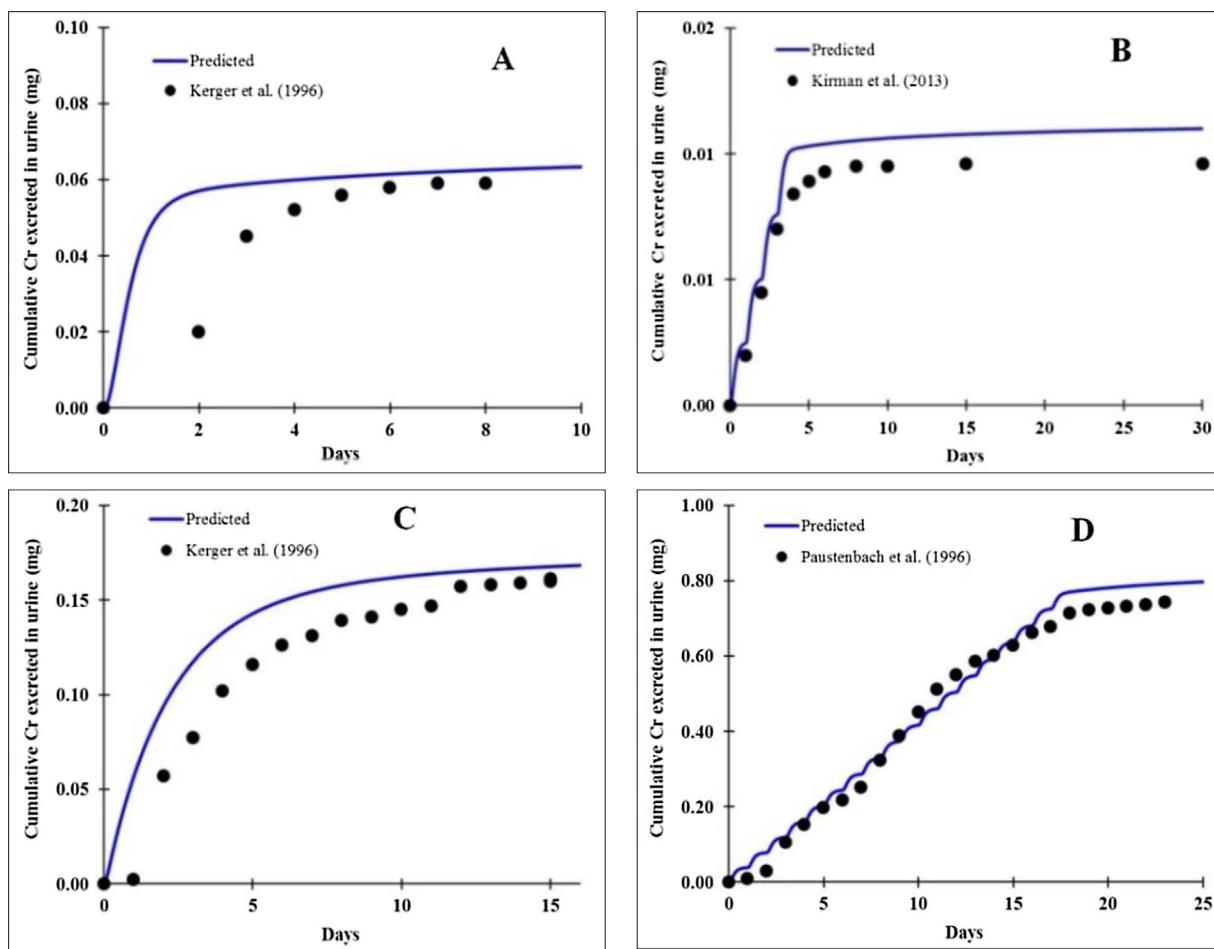 A
Predicted
Kerger et al. (1996)
Cumulative Cr excreted in urine (mg)
0.10
0.08
0.06
0.04
0.02
0.00
0 2 4 6 8 10
Days
B
Predicted
Kirman et al. (2013)
Cumulative Cr excreted in urine (mg)
0.02
0.01
0.01
0.00
0 5 10 15 20 25 30
Days
C
Predicted
Kerger et al. (1996)
Cumulative Cr excreted in urine (mg)
0.20
0.15
0.10
0.05
0.00
0 5 10 15
Days
D
Predicted
Paustenbach et al. (1996)
Cumulative Cr excreted in urine (mg)
1.00
0.80
0.60
0.40
0.20
0.00
0 5 10 15 20 25
Days